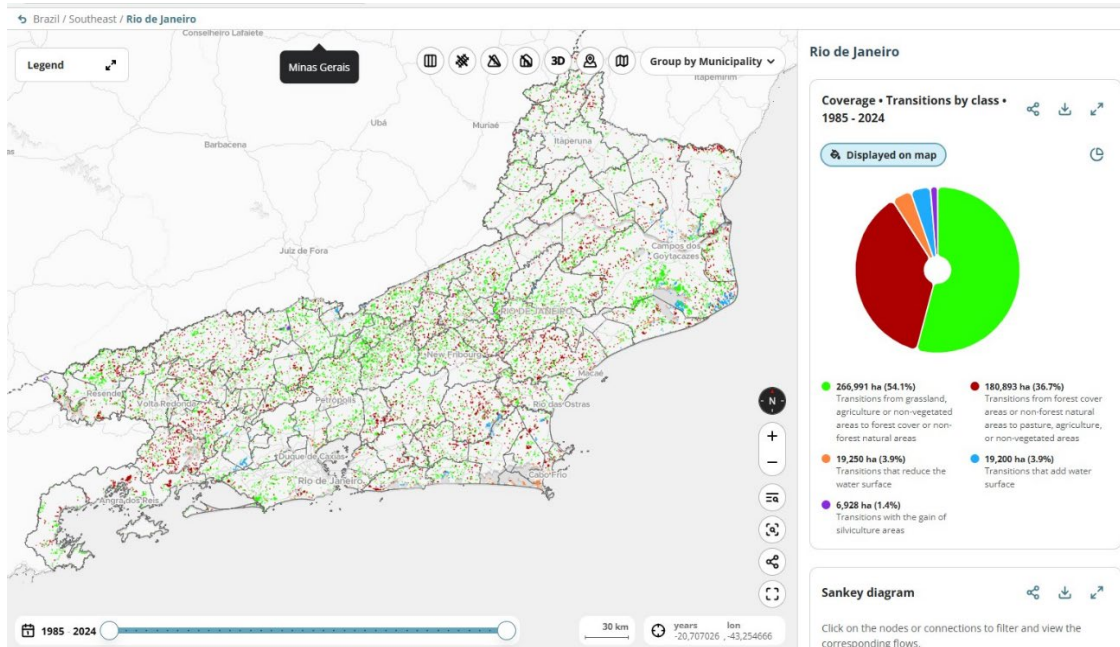 Brazil / Southeast / Rio de Janeiro
Conselheiro Lafaiete
Legend
Minas Gerais
3D
Group by Municipality
Itapemirim
Ubá
Muriaé
Barbacena
Itaperuna
Juiz de Fora
Campos dos
Goytacazes
RIO DE JANEIRO
New Fribourg
Macaé
Resende
Volta Redonda
Petrópolis
Rio das Ostras
Duque de Caxias
Rio de Janeiro
Cabo Frio
Angra dos Reis
N
+
−
1985 - 2024
30 km
years lon
-20,707026 , -43,254666
Rio de Janeiro
Coverage • Transitions by class •
1985 - 2024
Displayed on map
266,991 ha (54.1%)
Transitions from grassland,
agriculture or non-vegetated
areas to forest cover or non-
forest natural areas
180,893 ha (36.7%)
Transitions from forest cover
areas or non-forest natural
areas to pasture, agriculture,
or non-vegetated areas
19,250 ha (3.9%)
Transitions that reduce the
water surface
19,200 ha (3.9%)
Transitions that add water
surface
6,928 ha (1.4%)
Transitions with the gain of
silviculture areas
Sankey diagram
Click on the nodes or connections to filter and view the
corresponding flows.